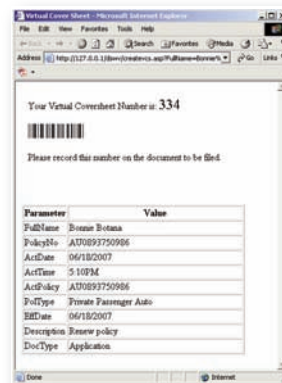 Virtual Cover Sheet - Microsoft Internet Explorer
File Edit View Favorites Tools Help
Search Favorites Media
Address Go Links
Your Virtual Coversheet Number is: 334
Please record this number on the document to be filed.
Parameter Value
FullName Bonnie Botana
PolicyNo AU0893750986
ActDate 06/18/2007
ActTime 5:10PM
ActPolicy AU0893750986
PolType Private Passenger Auto
EffDate 06/18/2007
Description Renew policy
DocType Application
Done Internet